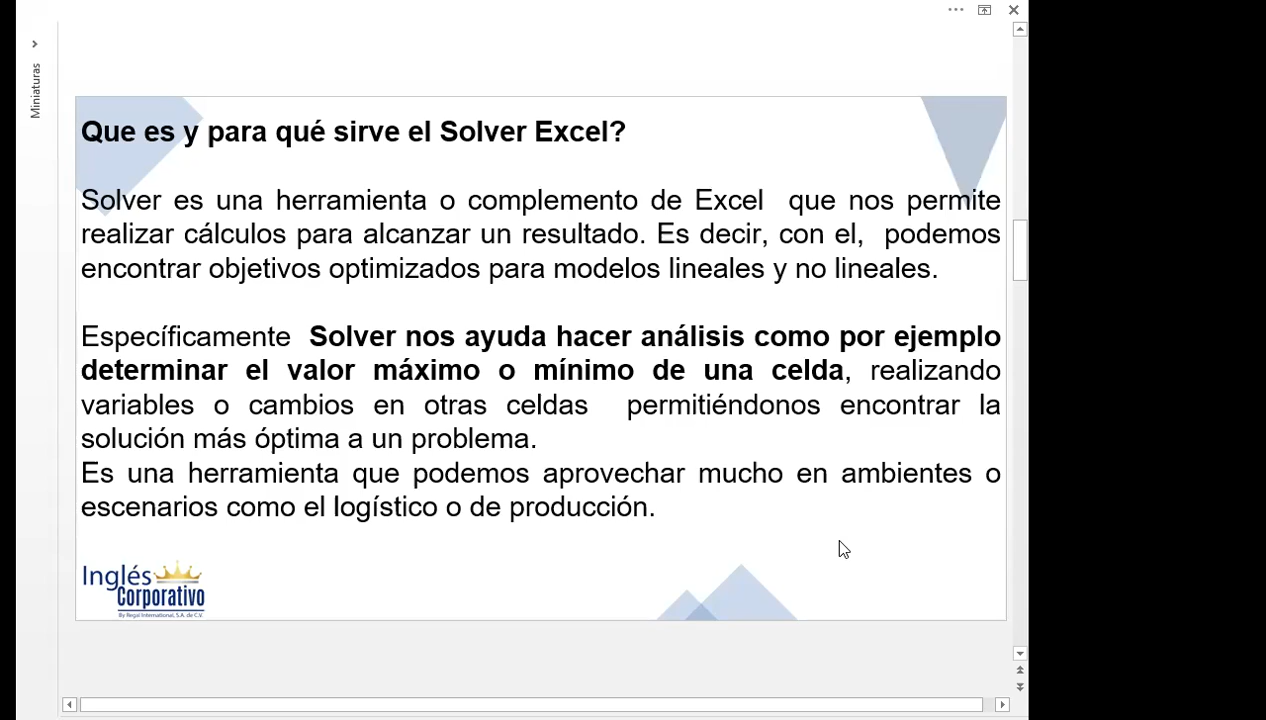 Miniaturas
Que es y para qué sirve el Solver Excel?
Solver es una herramienta o complemento de Excel que nos permite
realizar cálculos para alcanzar un resultado. Es decir, con el, podemos
encontrar objetivos optimizados para modelos lineales y no lineales.
Específicamente Solver nos ayuda hacer análisis como por ejemplo
determinar el valor máximo o mínimo de una celda, realizando
variables o cambios en otras celdas permitiéndonos encontrar la
solución más óptima a un problema.
Es una herramienta que podemos aprovechar mucho en ambientes o
escenarios como el logístico o de producción.
Inglés
Corporativo
By Regal International, S.A. de C.V.